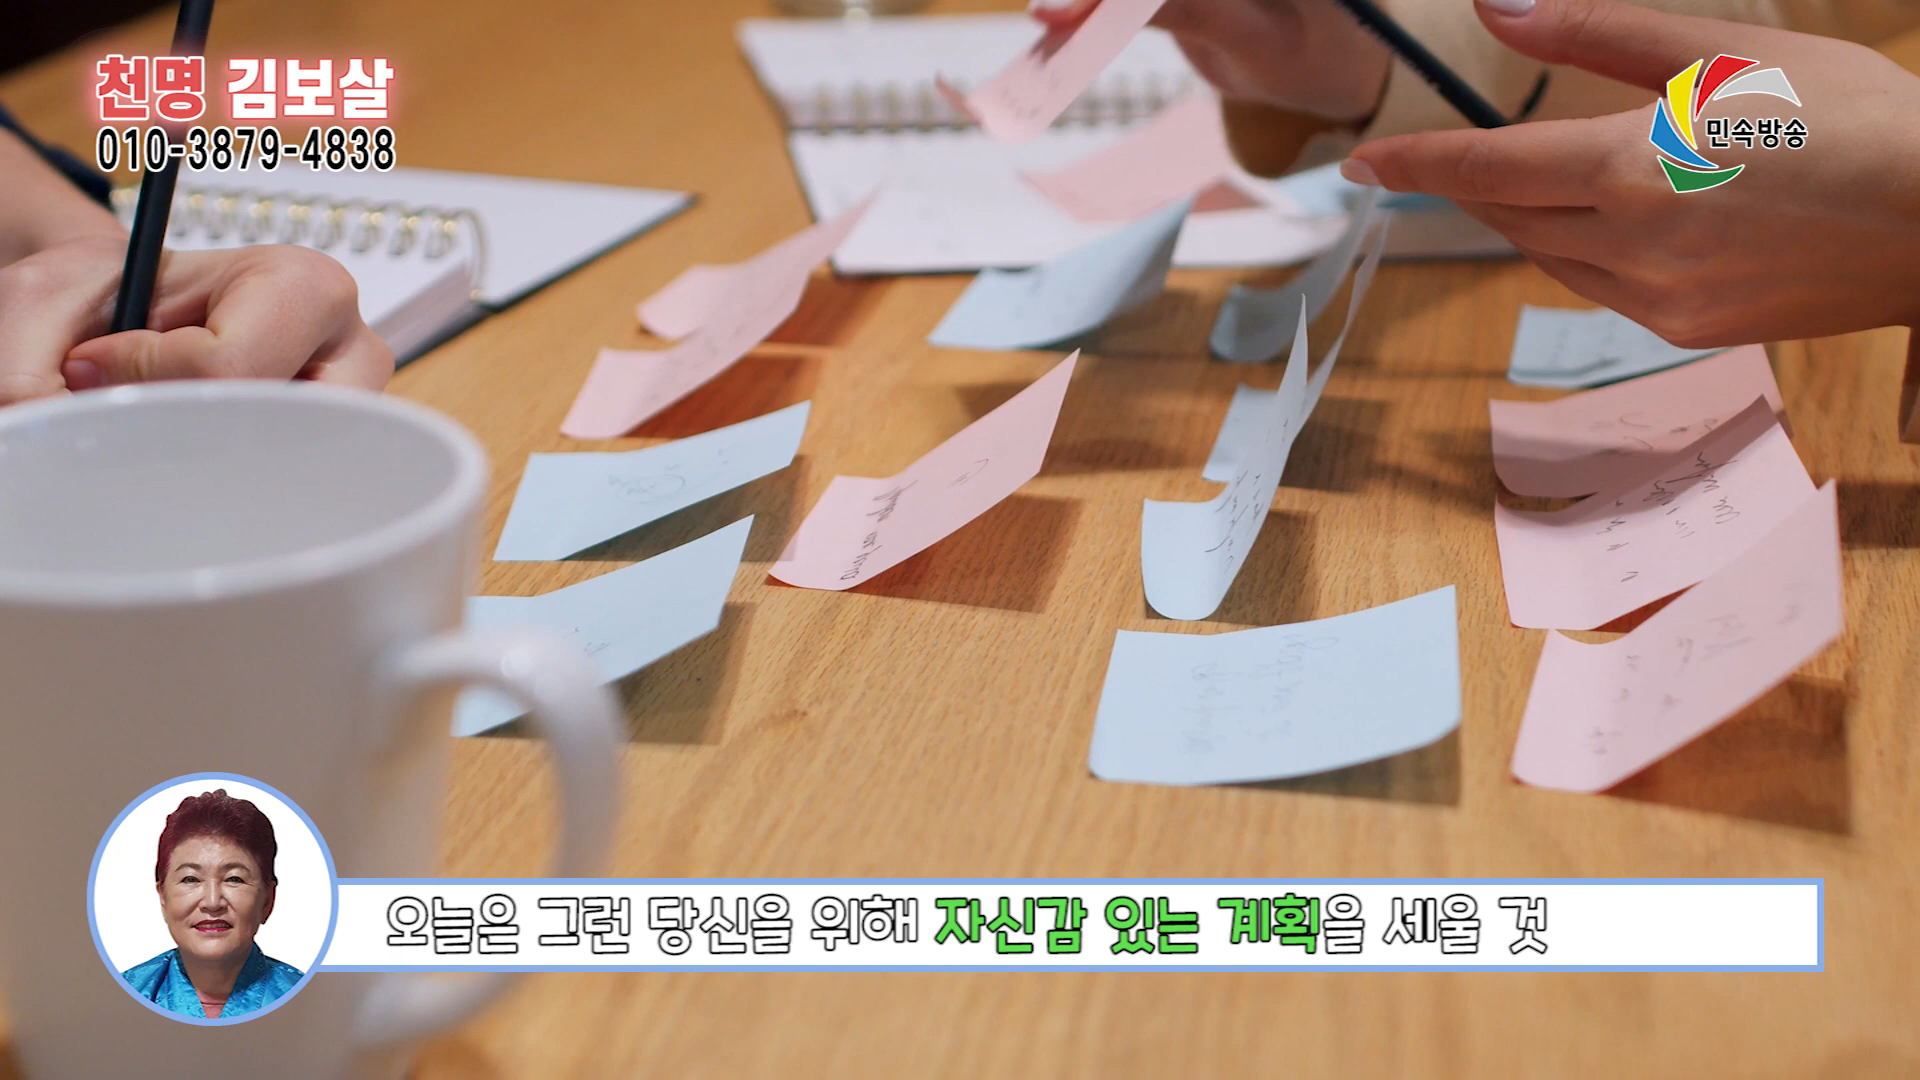 천명 김보살
010-3879-4838
민속방송
오늘은 그런 당신을 위해 자신감 있는 계획을 세울 것